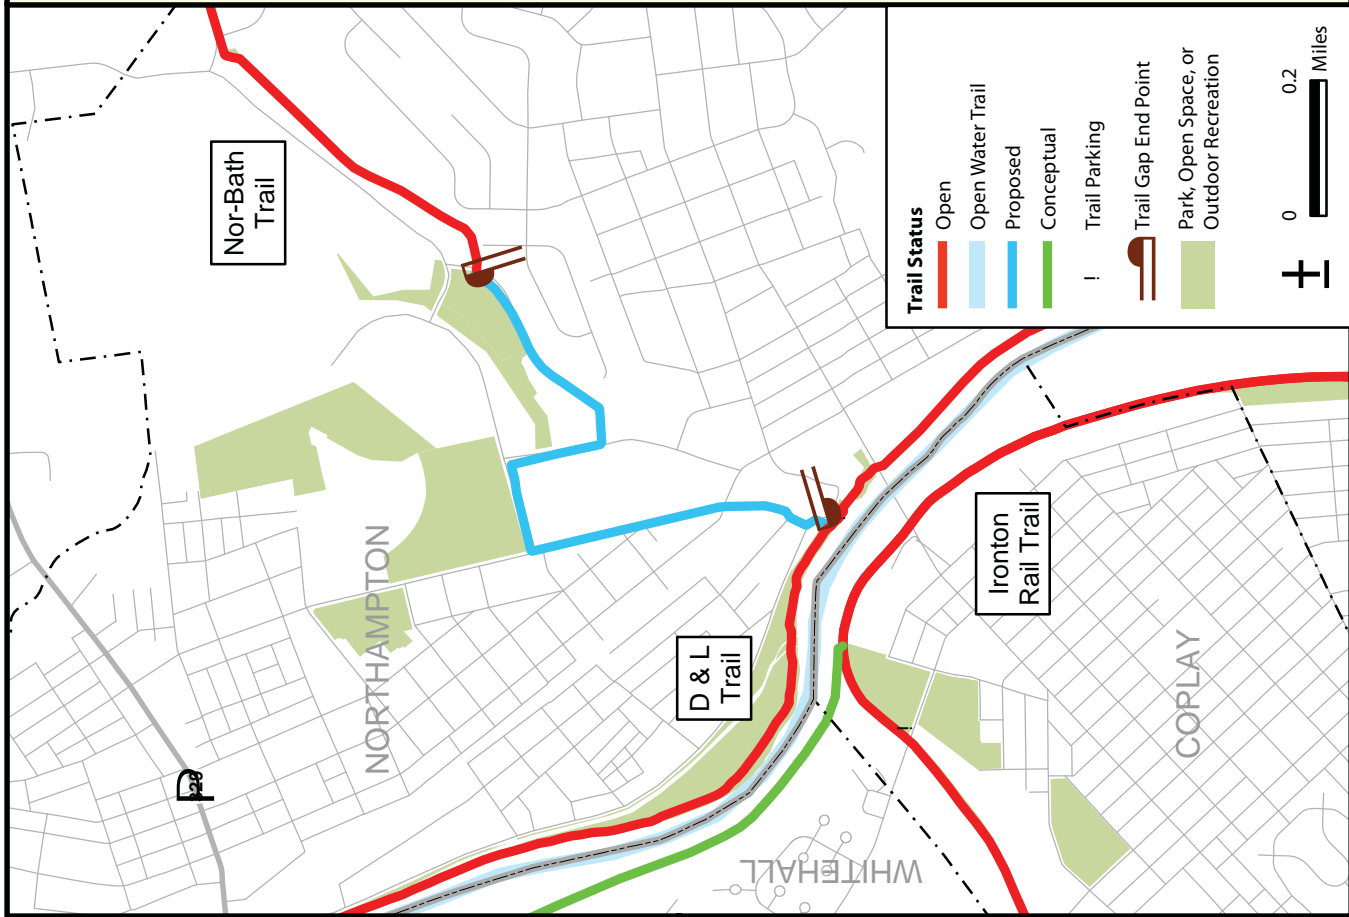 Nor-Bath
Trail
NORTHAMPTON
D & L
Trail
Ironton
Rail Trail
COPLAY
WHITEHALL
P
329
Trail Status
Open
Open Water Trail
Proposed
Conceptual
! Trail Parking
Trail Gap End Point
Park, Open Space, or
Outdoor Recreation
0 0.2
Miles